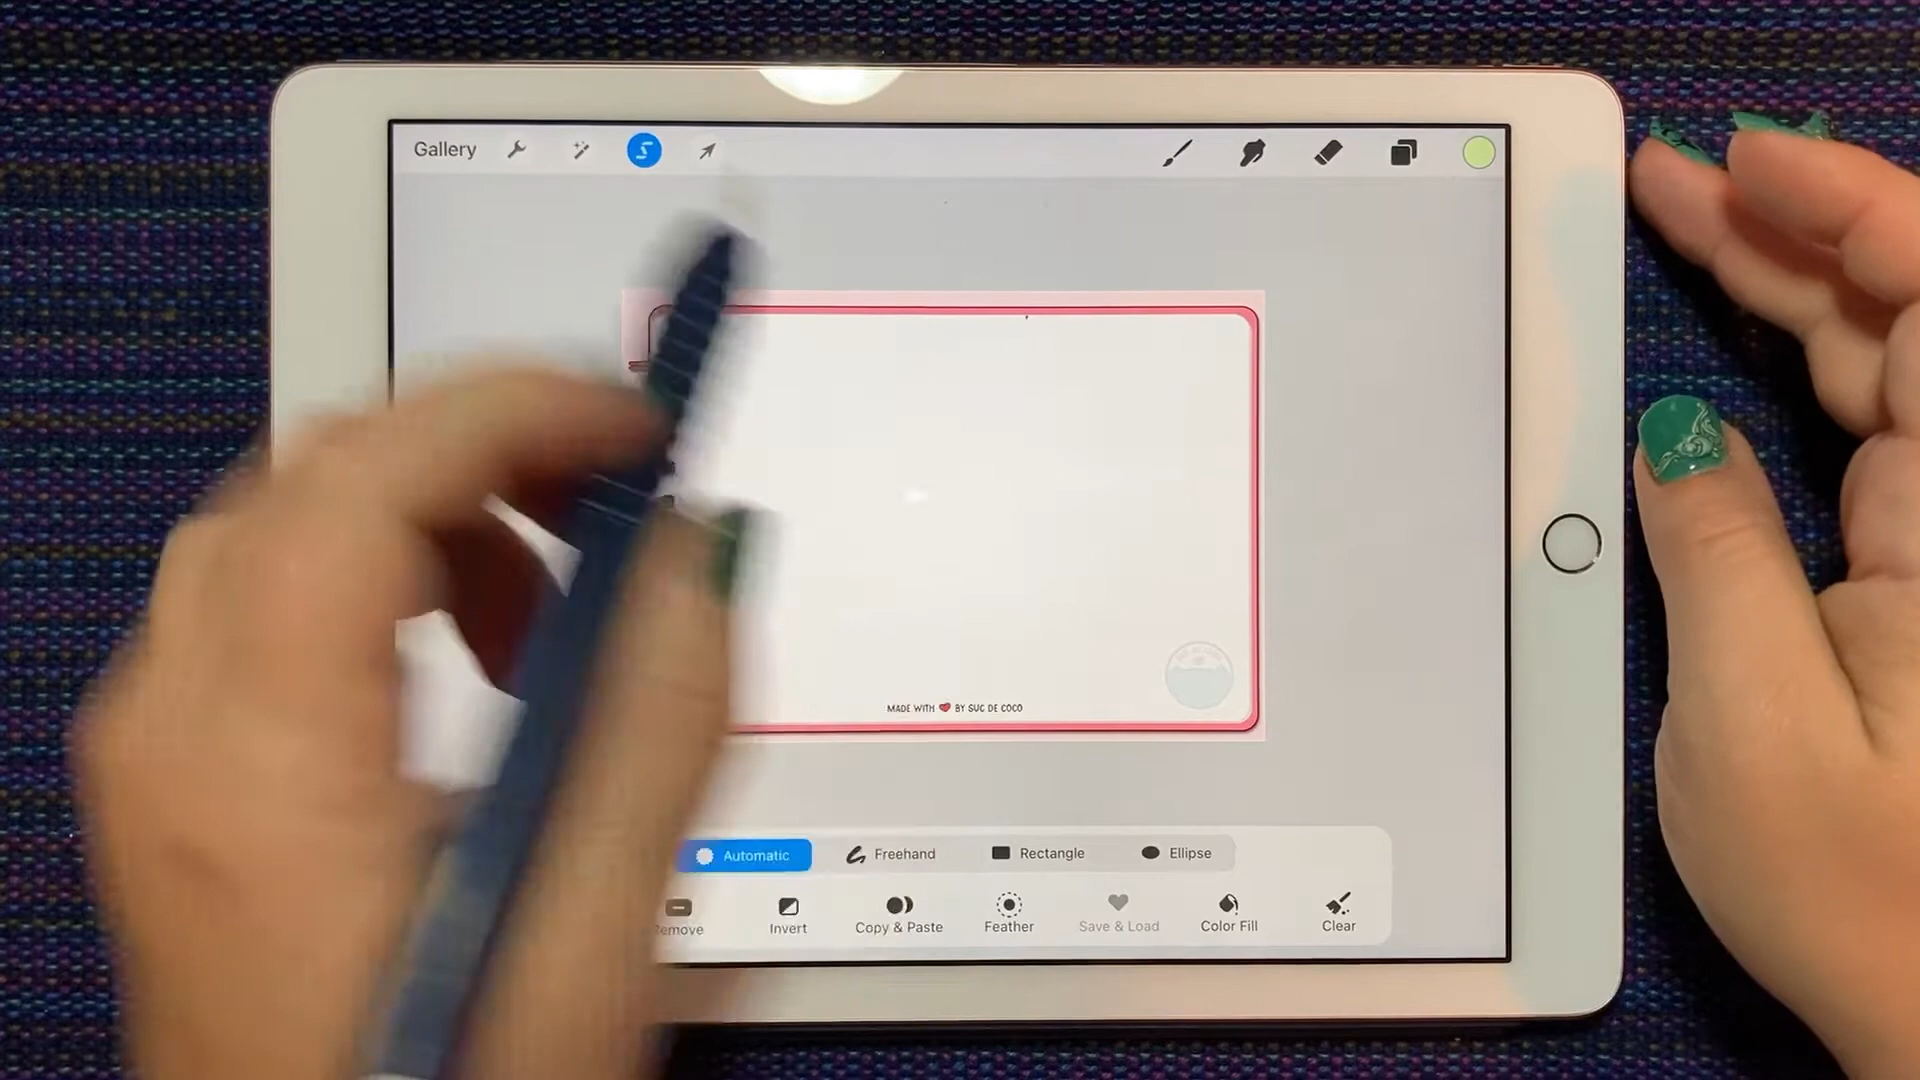 Gallery
MADE WITH BY SUC DE COCO
Automatic Freehand Rectangle Ellipse
Invert Copy & Paste Feather Save & Load Color Fill Clear